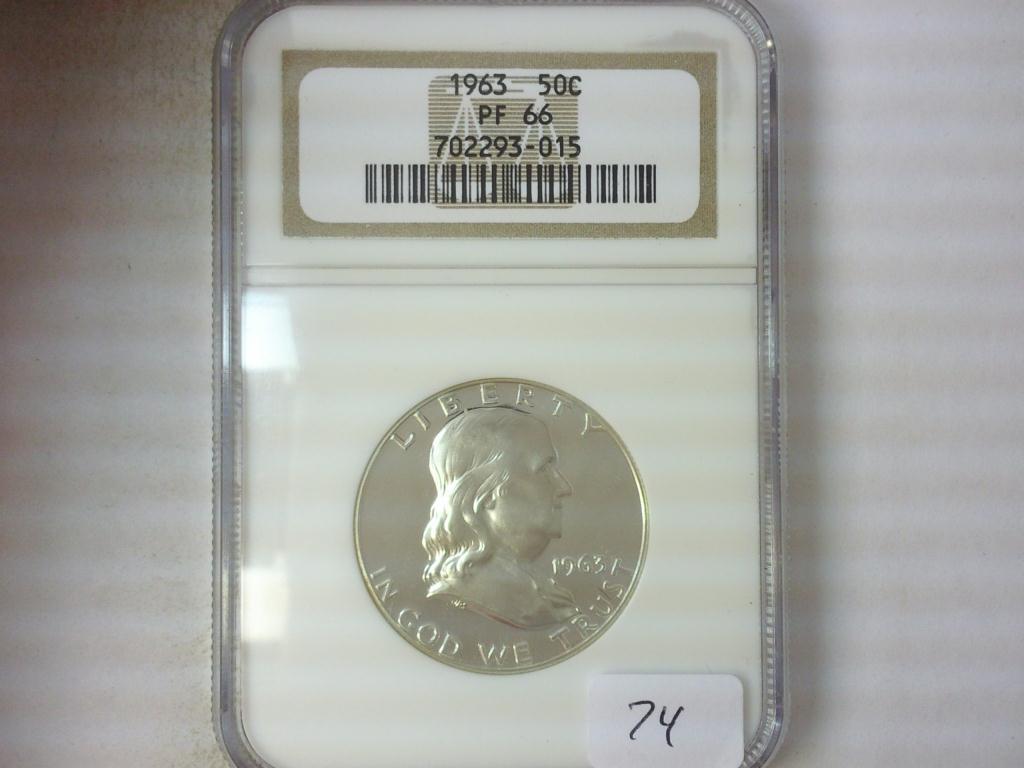 1963 50C
PF 66
702293-015
LIBERTY
1963
IN GOD WE TRUST
74